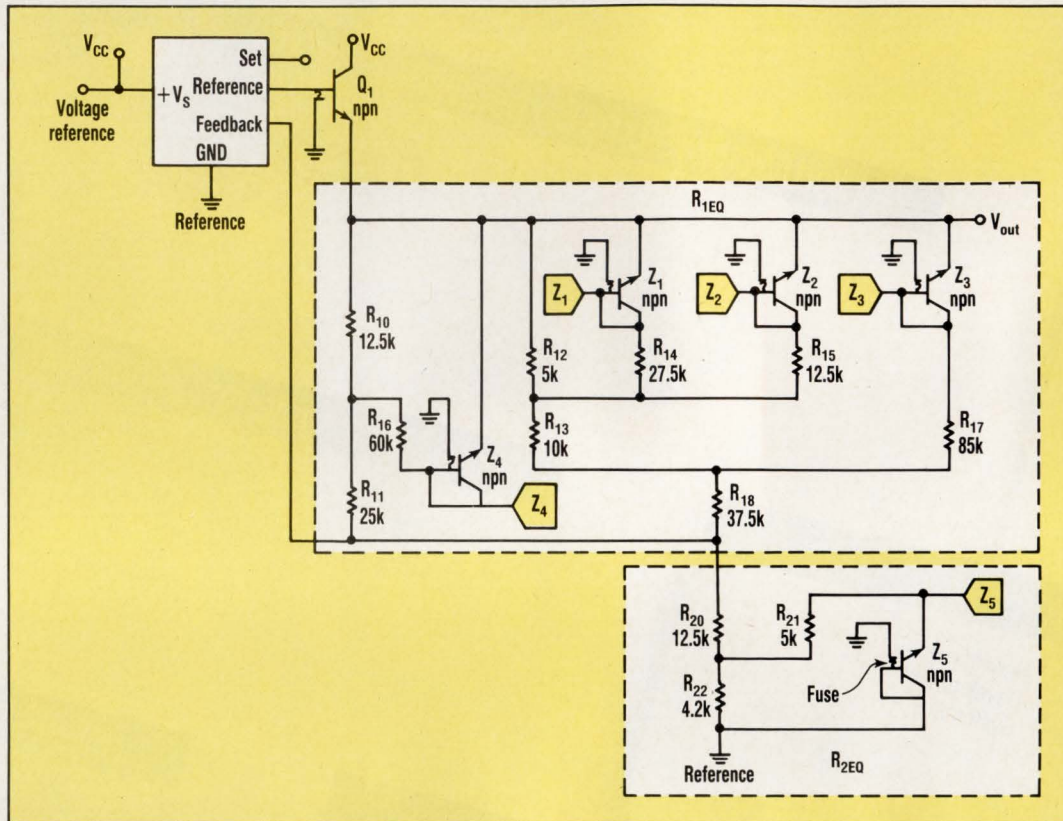 V_CC
V_CC
Set
Reference
Q_1
npn
+V_S
Voltage
reference
Feedback
GND
Reference
R_1EQ
V_out
Z_1
Z_1
npn
Z_2
Z_2
npn
Z_3
Z_3
npn
R_10
12.5k
R_12
5k
R_14
27.5k
R_15
12.5k
R_16
60k
R_13
10k
R_17
85k
Z_4
npn
Z_4
R_11
25k
R_18
37.5k
R_20
12.5k
R_21
5k
Z_5
Z_5
npn
Fuse
R_22
4.2k
Reference
R_2EQ